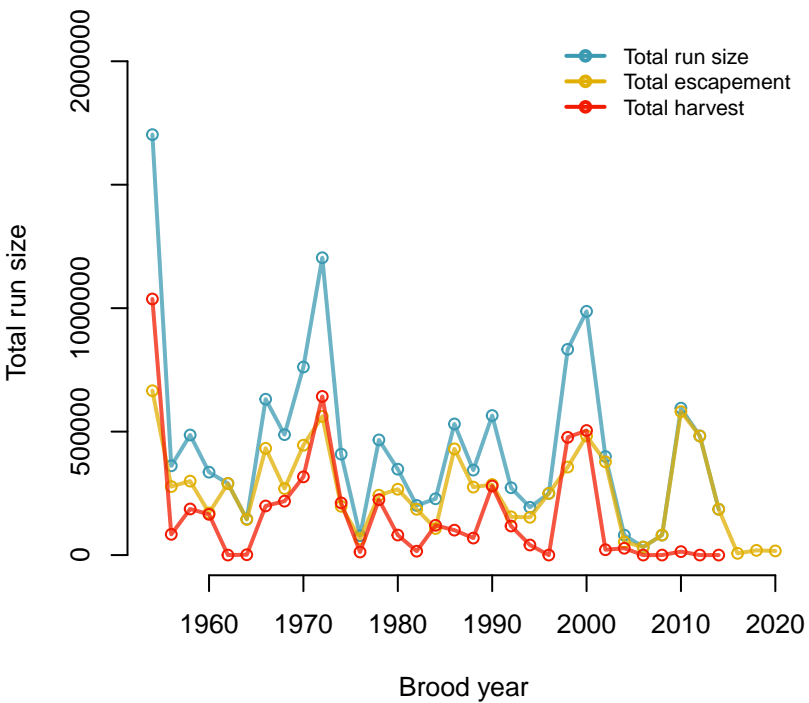 Total run size
Total escapement
Total harvest
Total run size
2000000
1000000
500000
0
1960 1970 1980 1990 2000 2010 2020
Brood year